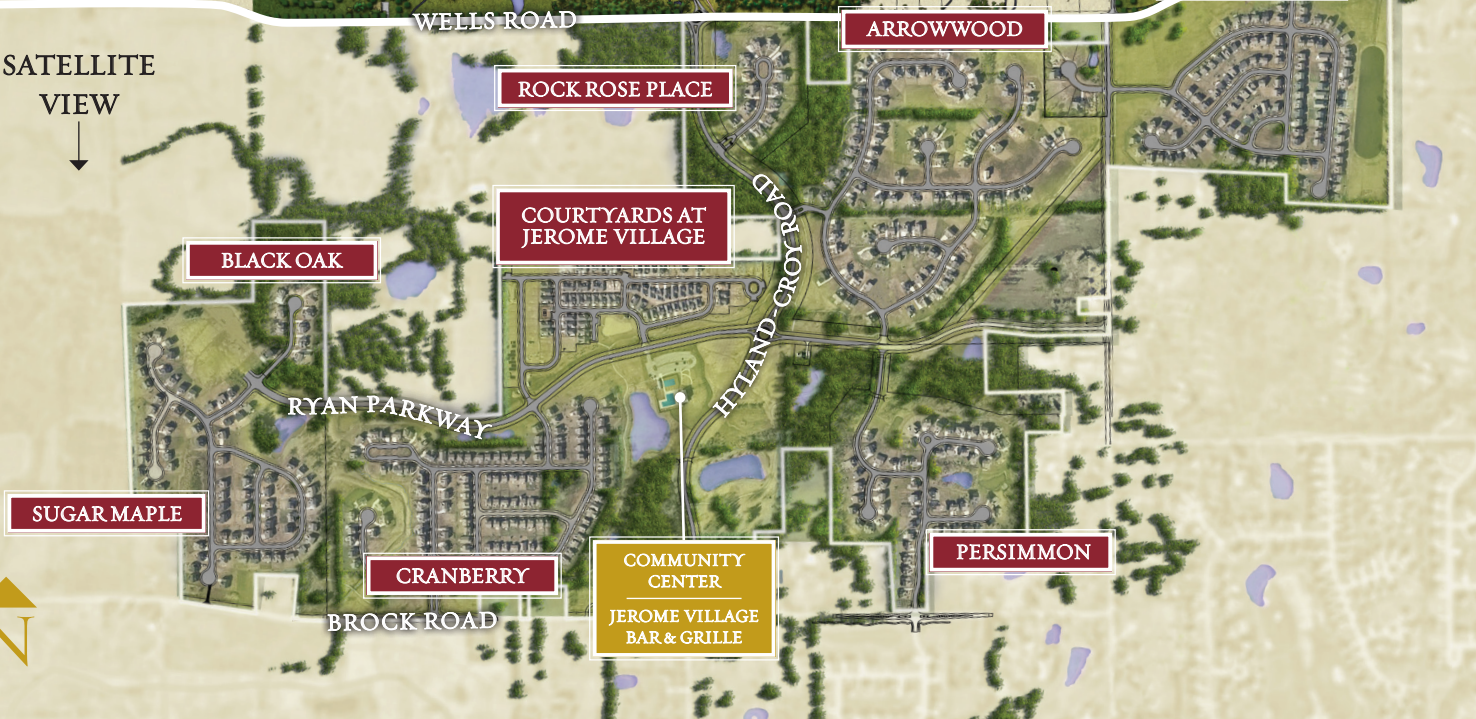 WELLS ROAD
ARROWWOOD
SATELLITE
VIEW
ROCK ROSE PLACE
COURTYARDS AT
JEROME VILLAGE
HYLAND-CROY ROAD
BLACK OAK
RYAN PARKWAY
SUGAR MAPLE
CRANBERRY
COMMUNITY
CENTER
JEROME VILLAGE
BAR & GRILLE
PERSIMMON
BROCK ROAD
N